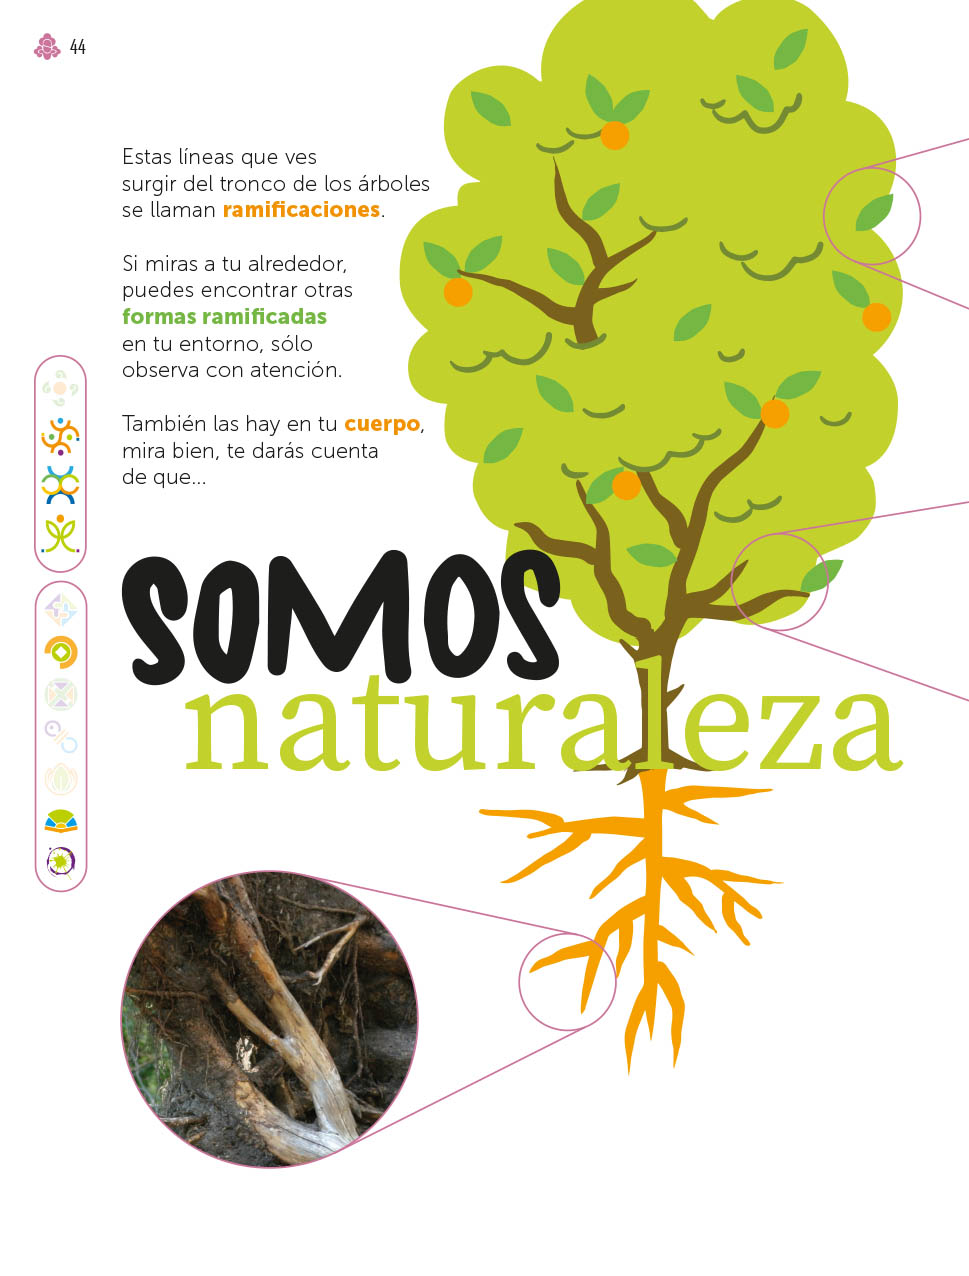 44
Estas líneas que ves
surgir del tronco de los árboles
se llaman ramificaciones.
Si miras a tu alrededor,
puedes encontrar otras
formas ramificadas
en tu entorno, sólo
observa con atención.
También las hay en tu cuerpo,
mira bien, te darás cuenta
de que...
SOMOS
naturaleza